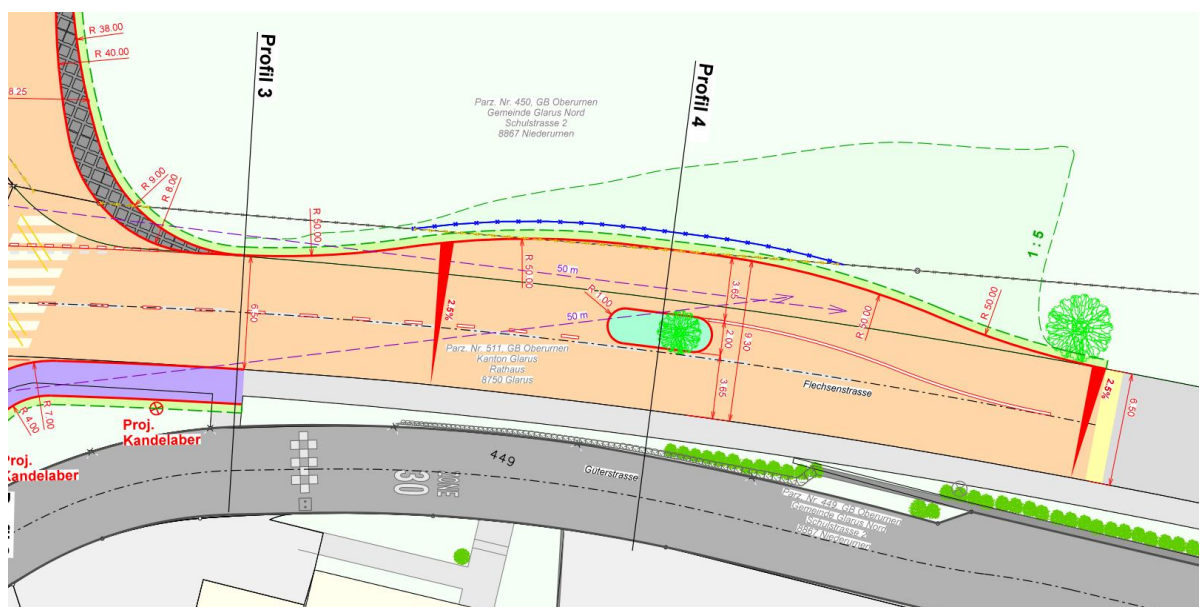 R 38.00
R 40.00
8.25
Profil 3
Profil 4
Parz. Nr. 450, GB Oberurnen
Gemeinde Glarus Nord
Schulstrasse 2
8867 Niederurnen
R 9.00
R 8.00
R 50.00
R 50.00
50 m
50 m
R 1.00
3.65
2.00
9.30
3.65
R 50.00
R 50.00
1 : 5
6.50
2.5%
Parz. Nr. 511, GB Oberurnen
Kanton Glarus
Rathaus
8750 Glarus
Flechsenstrasse
2.5%
6.50
R 4.00
R 7.00
Proj.
Kandelaber
Proj.
Kandelaber
449
Güterstrasse
ZONE
30
Parz. Nr. 449, GB Oberurnen
Gemeinde Glarus Nord
Schulstrasse 2
8867 Niederurnen